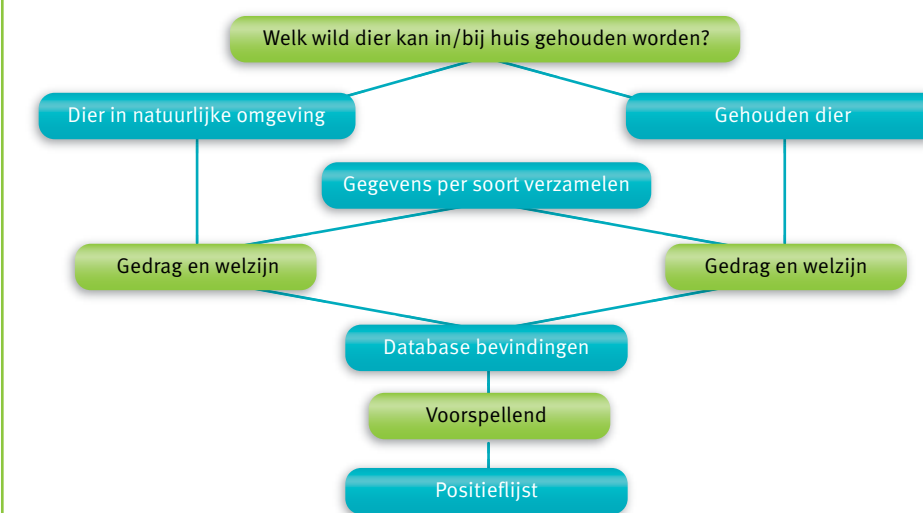 Welk wild dier kan in/bij huis gehouden worden?
Dier in natuurlijke omgeving
Gehouden dier
Gegevens per soort verzamelen
Gedrag en welzijn
Gedrag en welzijn
Database bevindingen
Voorspellend
Positieflijst